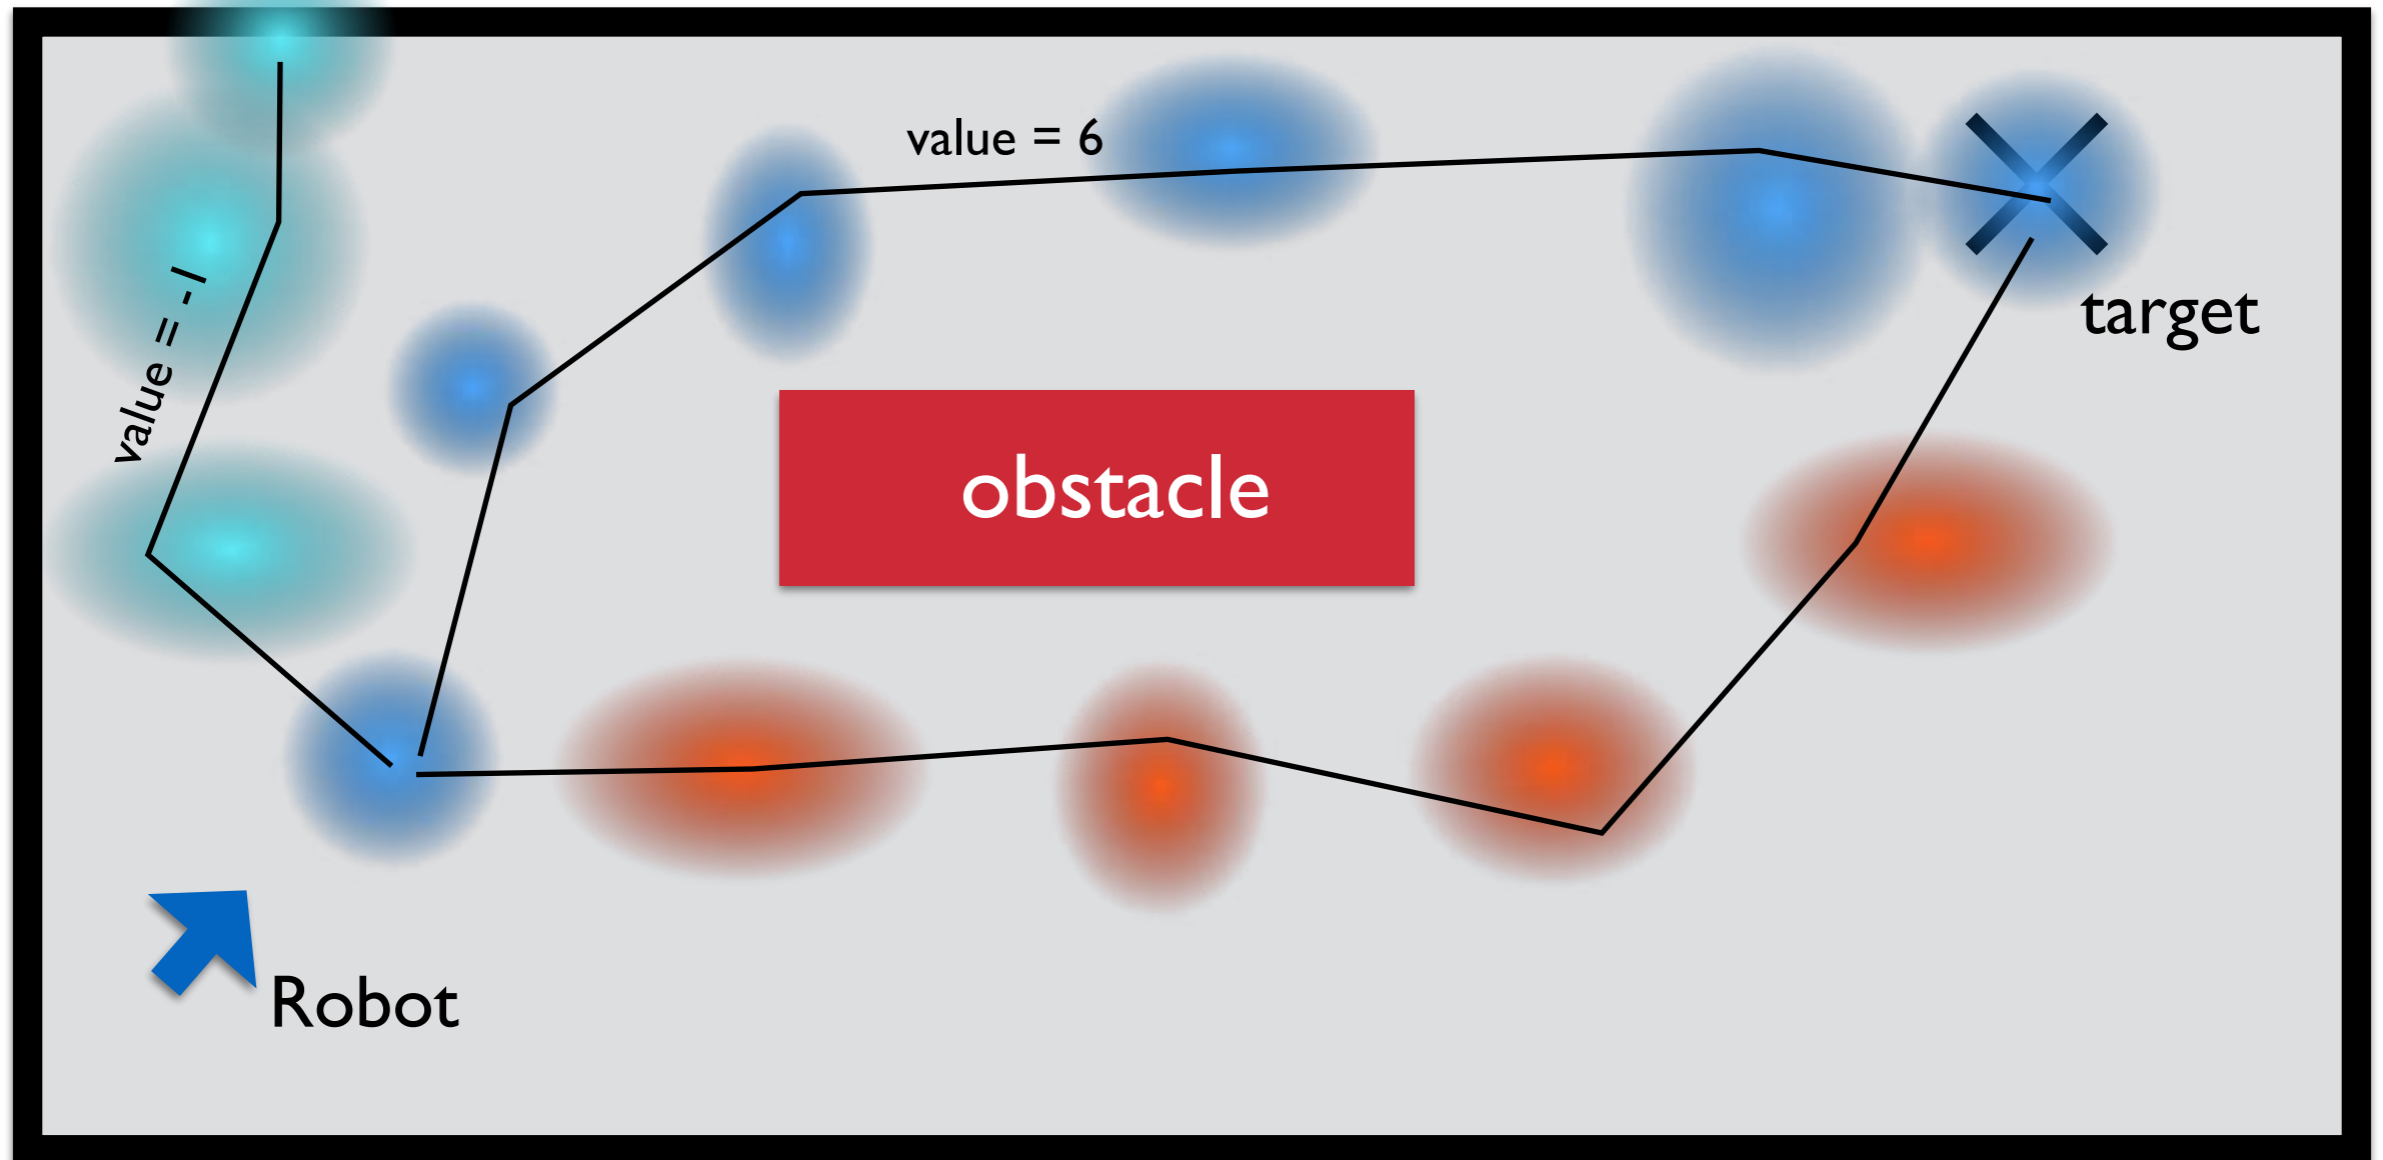 value = 6
value = -1
target
obstacle
Robot